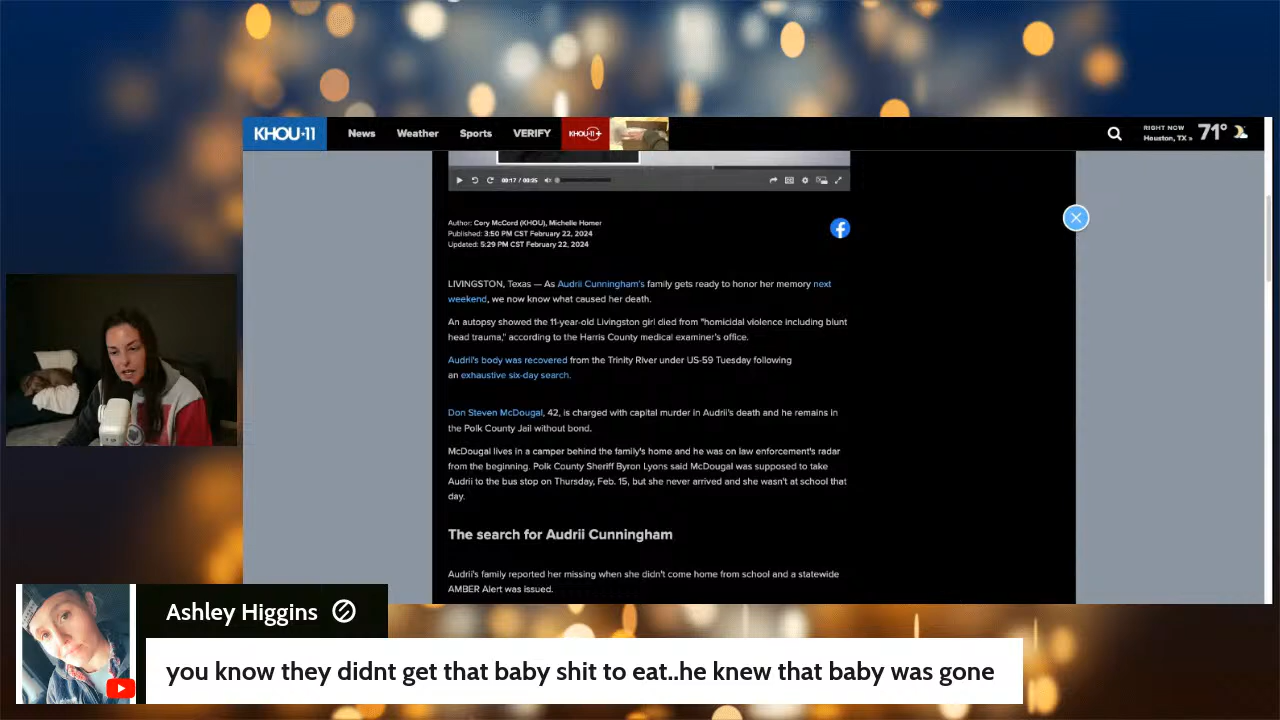 KHOU·11
News
Weather
Sports
VERIFY
KHOU·11+
RIGHT NOW
Houston, TX »
71°
00:17 / 00:25
Author: Cory McCord (KHOU), Michelle Homer
Published: 3:50 PM CST February 22, 2024
Updated: 5:29 PM CST February 22, 2024
LIVINGSTON, Texas — As Audrii Cunningham's family gets ready to honor her memory next
weekend, we now know what caused her death.
An autopsy showed the 11-year-old Livingston girl died from "homicidal violence including blunt
head trauma," according to the Harris County medical examiner's office.
Audrii's body was recovered from the Trinity River under US-59 Tuesday following
an exhaustive six-day search.
Don Steven McDougal, 42, is charged with capital murder in Audrii's death and he remains in
the Polk County Jail without bond.
McDougal lives in a camper behind the family's home and he was on law enforcement's radar
from the beginning. Polk County Sheriff Byron Lyons said McDougal was supposed to take
Audrii to the bus stop on Thursday, Feb. 15, but she never arrived and she wasn't at school that
day.
The search for Audrii Cunningham
Audrii's family reported her missing when she didn't come home from school and a statewide
AMBER Alert was issued.
Ashley Higgins
you know they didnt get that baby shit to eat..he knew that baby was gone